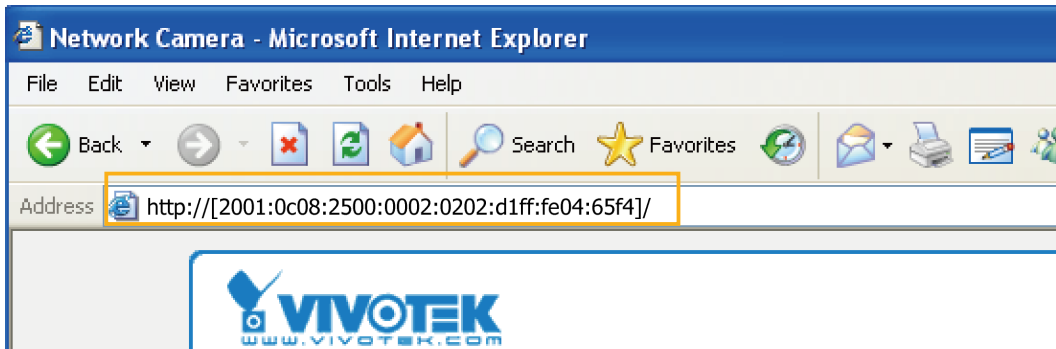 Network Camera - Microsoft Internet Explorer
File Edit View Favorites Tools Help
Back Search Favorites
Address http://[2001:0c08:2500:0002:0202:d1ff:fe04:65f4]/
VIVOTEK
www.vivotek.com